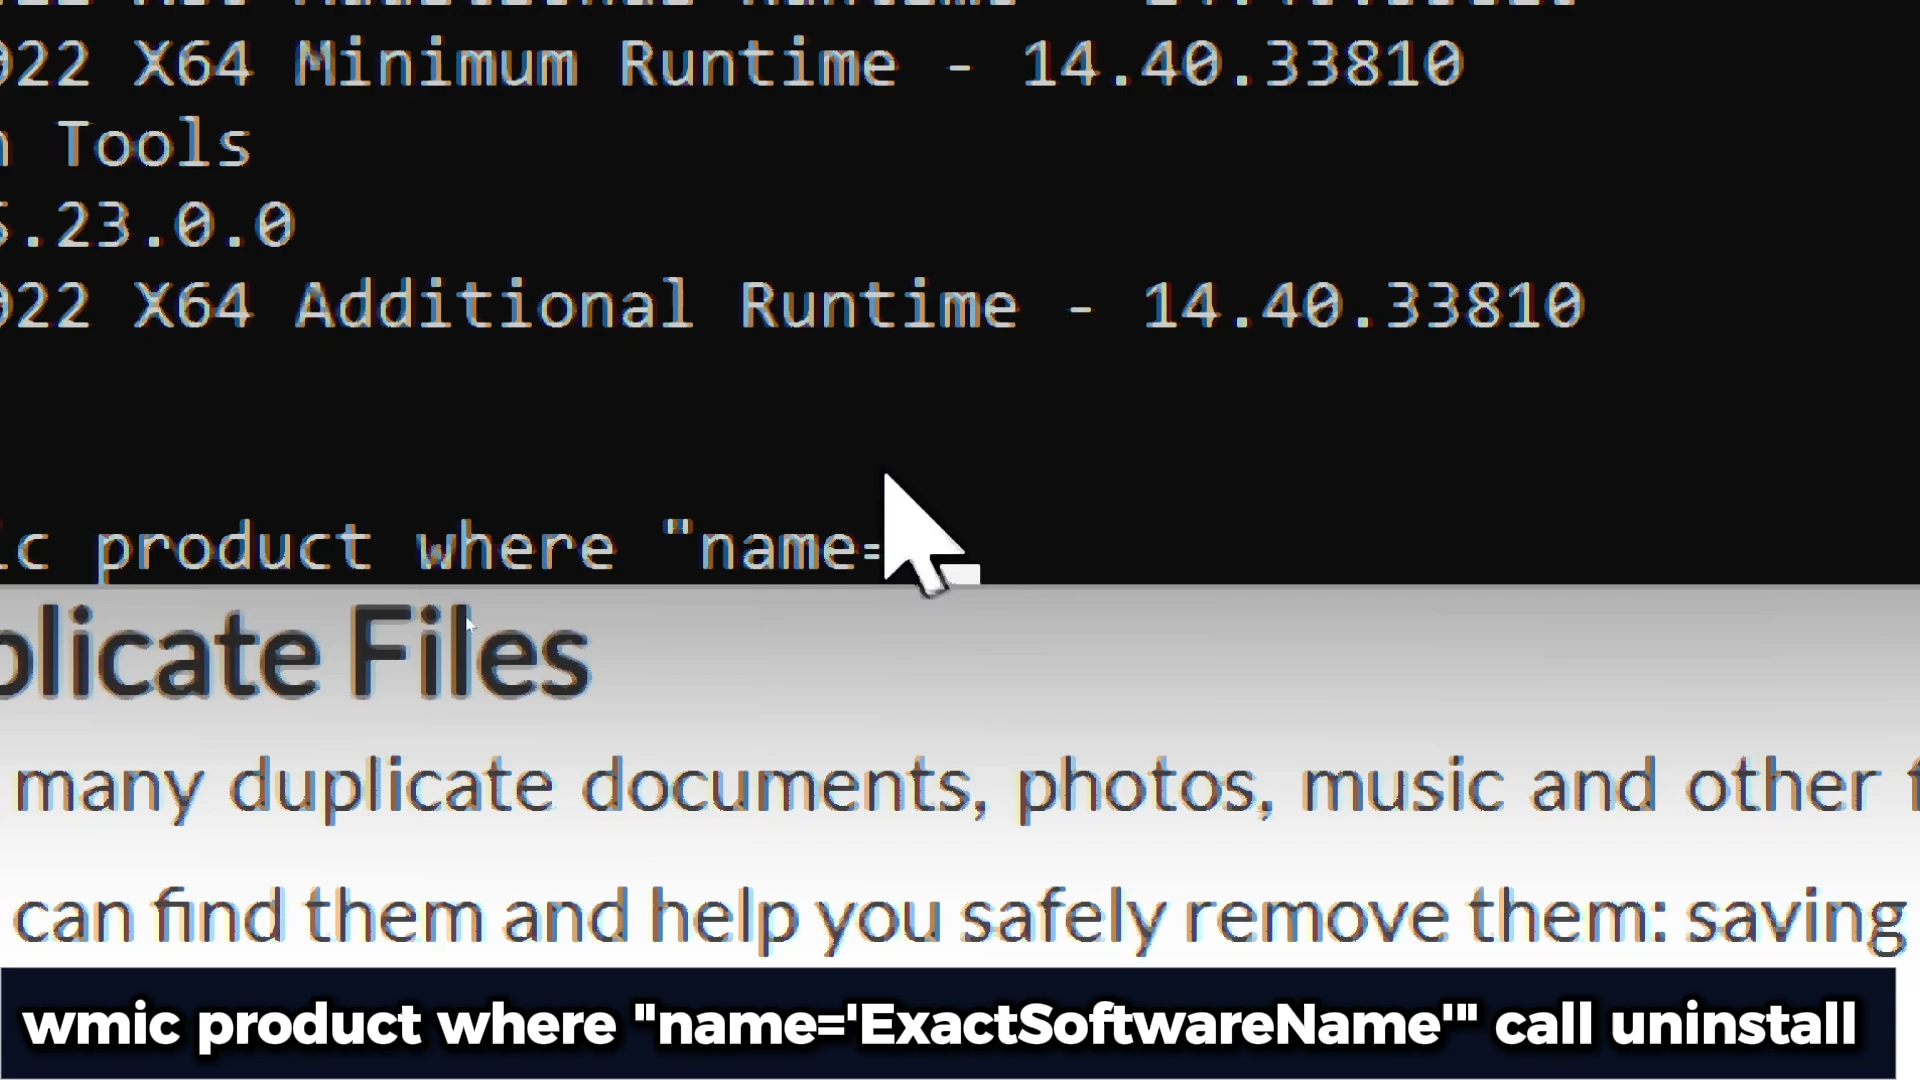 022 X64 Minimum Runtime - 14.40.33810
Tools
.23.0.0
022 X64 Additional Runtime - 14.40.33810
ic product where "name=
plicate Files
many duplicate documents, photos, music and other
can find them and help you safely remove them: saving
wmic product where "name='ExactSoftwareName'" call uninstall